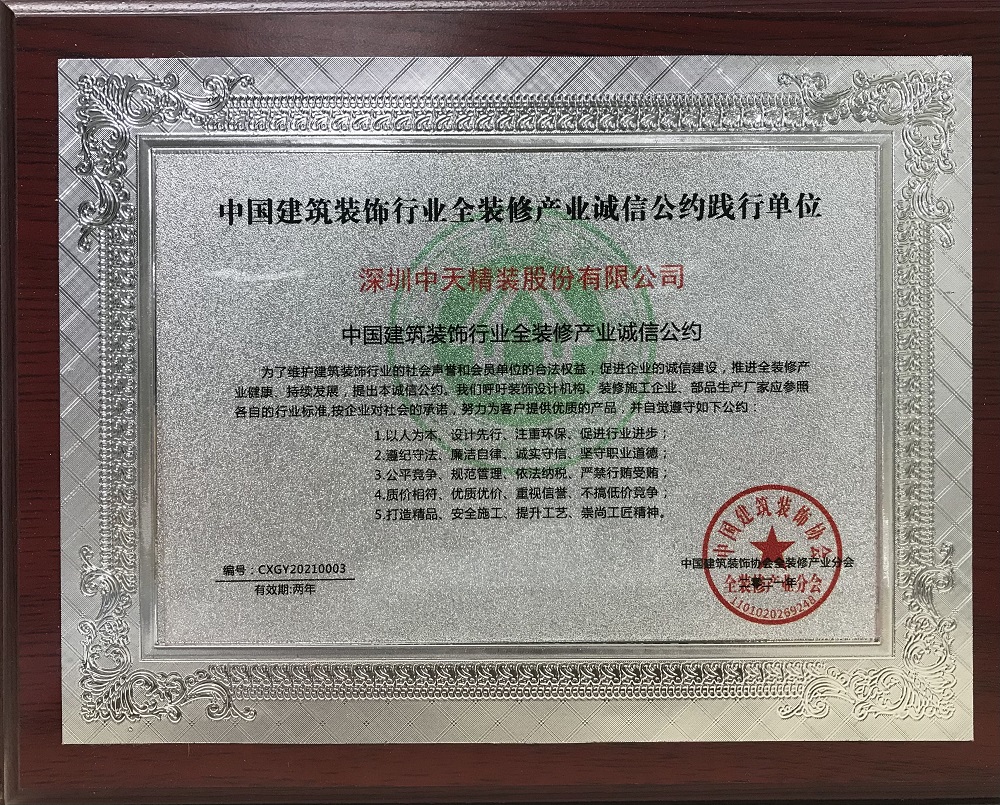 中国建筑装饰行业全装修产业诚信公约践行单位
深圳中天精装股份有限公司
中国建筑装饰行业全装修产业诚信公约
为了维护建筑装饰行业的社会声誉和会员单位的合法权益，促进企业的诚信建设，推进全装修产
业健康、持续发展，提出本诚信公约。我们呼吁装饰设计机构、装修施工企业、部品生产厂家应参照
各自的行业标准,按企业对社会的承诺，努力为客户提供优质的产品，并自觉遵守如下公约：
1.以人为本、设计先行、注重环保、促进行业进步；
2.遵纪守法、廉洁自律、诚实守信、坚守职业道德；
3.公平竞争、规范管理、依法纳税、严禁行贿受贿；
4.质价相符、优质优价、重视信誉、不搞低价竞争；
5.打造精品、安全施工、提升工艺、崇尚工匠精神。
编号：CXGY20210003
有效期:两年
中国建筑装饰协会全装修产业分会
二零二一年
中国建筑装饰协会
全装修产业分会
1101020269248